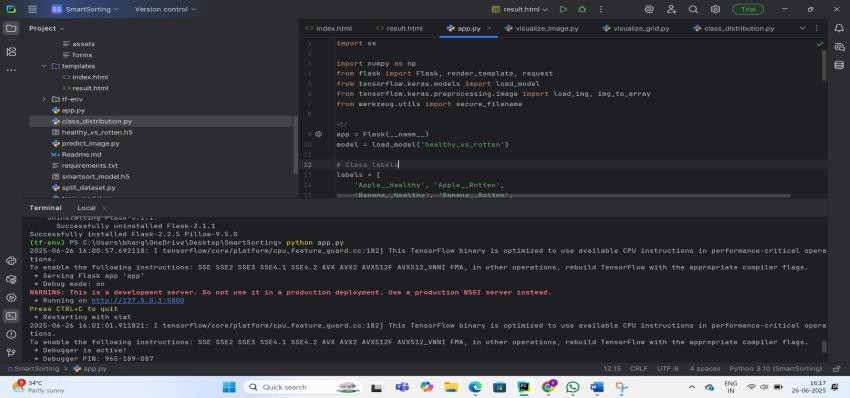 SS SmartSorting Version control result.html Trial
Project
assets
forms
templates
index.html
result.html
tf-env
app.py
class_distribution.py
healthy_vs_rotten.h5
predict_image.py
Readme.md
requirements.txt
smartsort_model.h5
split_dataset.py
index.html result.html app.py visualize_image.py visualize_grid.py class_distribution.py
1 import os
2
3 import numpy as np
4 from flask import Flask, render_template, request
5 from tensorflow.keras.models import load_model
6 from tensorflow.keras.preprocessing.image import load_img, img_to_array
7 from werkzeug.utils import secure_filename
8
9 app = Flask(__name__)
10 model = load_model('healthy_vs_rotten')
11
12 # Class labels
13 labels = [
14 'Apple__Healthy', 'Apple__Rotten',
15 'Banana__Healthy', 'Banana__Rotten',
Terminal Local
Uninstalling Flask-3.1.1:
Successfully uninstalled Flask-3.1.1
Successfully installed Flask-2.2.5 Pillow-9.5.0
(tf-env) PS C:\Users\bharg\OneDrive\Desktop\SmartSorting> python app.py
2025-06-26 16:00:57.692118: I tensorflow/core/platform/cpu_feature_guard.cc:182] This TensorFlow binary is optimized to use available CPU instructions in performance-critical opera
tions.
To enable the following instructions: SSE SSE2 SSE3 SSE4.1 SSE4.2 AVX AVX2 AVX512F AVX512_VNNI FMA, in other operations, rebuild TensorFlow with the appropriate compiler flags.
* Serving Flask app 'app'
* Debug mode: on
WARNING: This is a development server. Do not use it in a production deployment. Use a production WSGI server instead.
* Running on http://127.0.0.1:5000
Press CTRL+C to quit
* Restarting with stat
2025-06-26 16:01:01.911821: I tensorflow/core/platform/cpu_feature_guard.cc:182] This TensorFlow binary is optimized to use available CPU instructions in performance-critical opera
tions.
To enable the following instructions: SSE SSE2 SSE3 SSE4.1 SSE4.2 AVX AVX2 AVX512F AVX512_VNNI FMA, in other operations, rebuild TensorFlow with the appropriate compiler flags.
* Debugger is active!
* Debugger PIN: 965-189-087
SmartSorting > app.py 12:15 CRLF UTF-8 4 spaces Python 3.10 (SmartSorting)
34°C
Partly sunny
Quick search
ENG
IN
16:17
26-06-2025